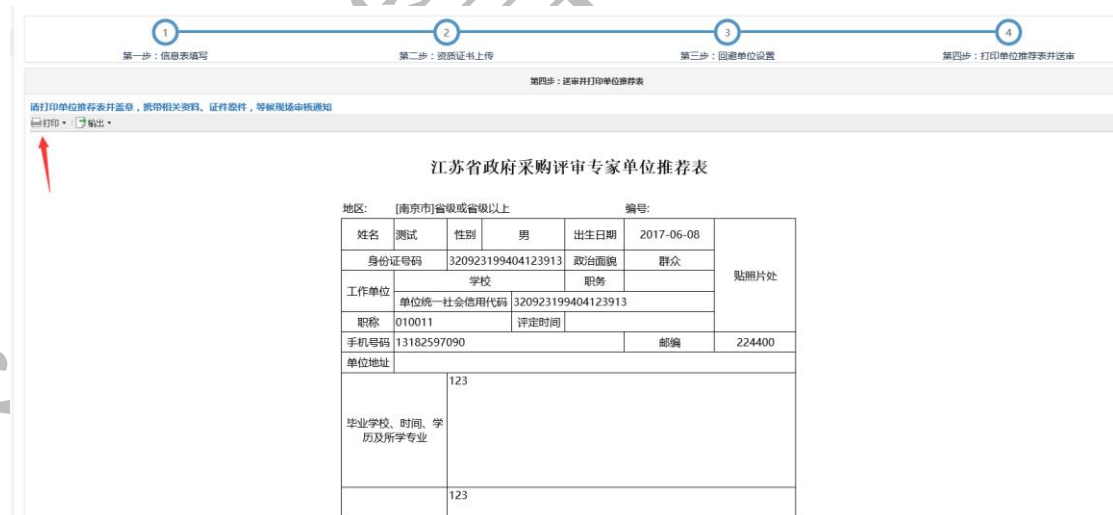 1 2 3 4
第一步：信息表填写 第二步：资质证书上传 第三步：回避单位设置 第四步：打印单位推荐表并送审
第四步：送审并打印单位推荐表
请打印单位推荐表并盖章，携带相关资料、证件原件，等候现场审核通知
打印 输出
江苏省政府采购评审专家单位推荐表
地区: [南京市]省级或省级以上 编号:
姓名 测试 性别 男 出生日期 2017-06-08 贴照片处
身份证号码 320923199404123913 政治面貌 群众
工作单位 学校 职务
单位统一社会信用代码 320923199404123913
职称 010011 评定时间
手机号码 13182597090 邮编 224400
单位地址
毕业学校、时间、学历及所学专业 123
123